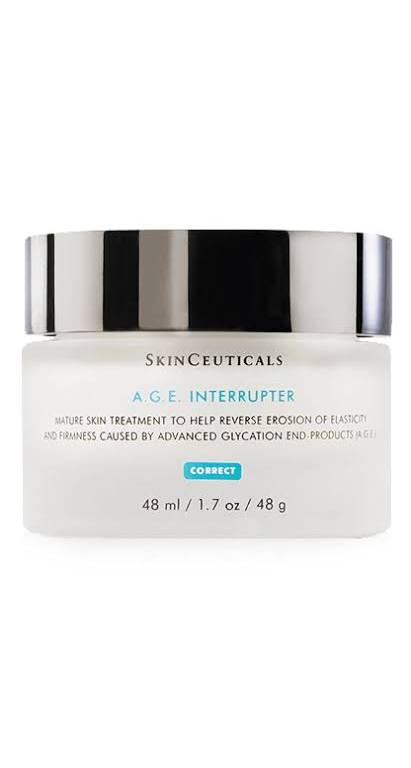 SKINCEUTICALS
A.G.E. INTERRUPTER
MATURE SKIN TREATMENT TO HELP REVERSE EROSION OF ELASTICITY
AND FIRMNESS CAUSED BY ADVANCED GLYCATION END-PRODUCTS (A.G.E.)
CORRECT
48 ml / 1.7 oz / 48 g